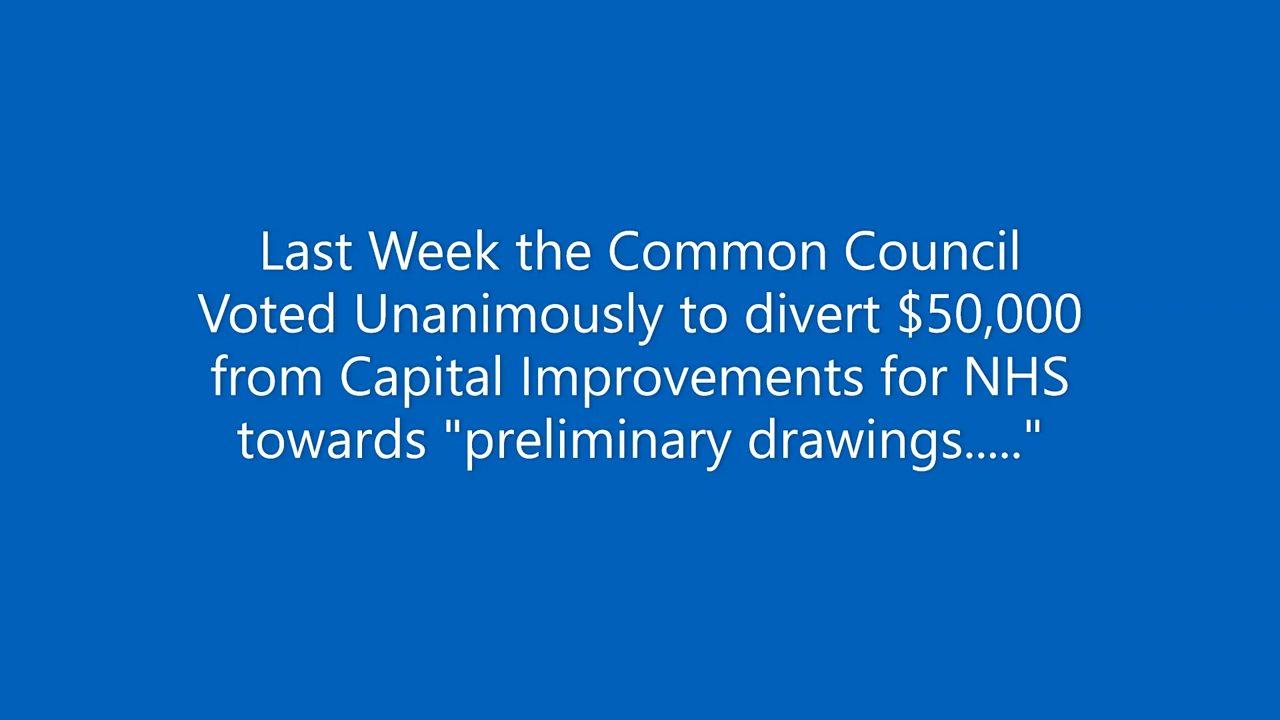 Last Week the Common Council
Voted Unanimously to divert $50,000
from Capital Improvements for NHS
towards "preliminary drawings....."